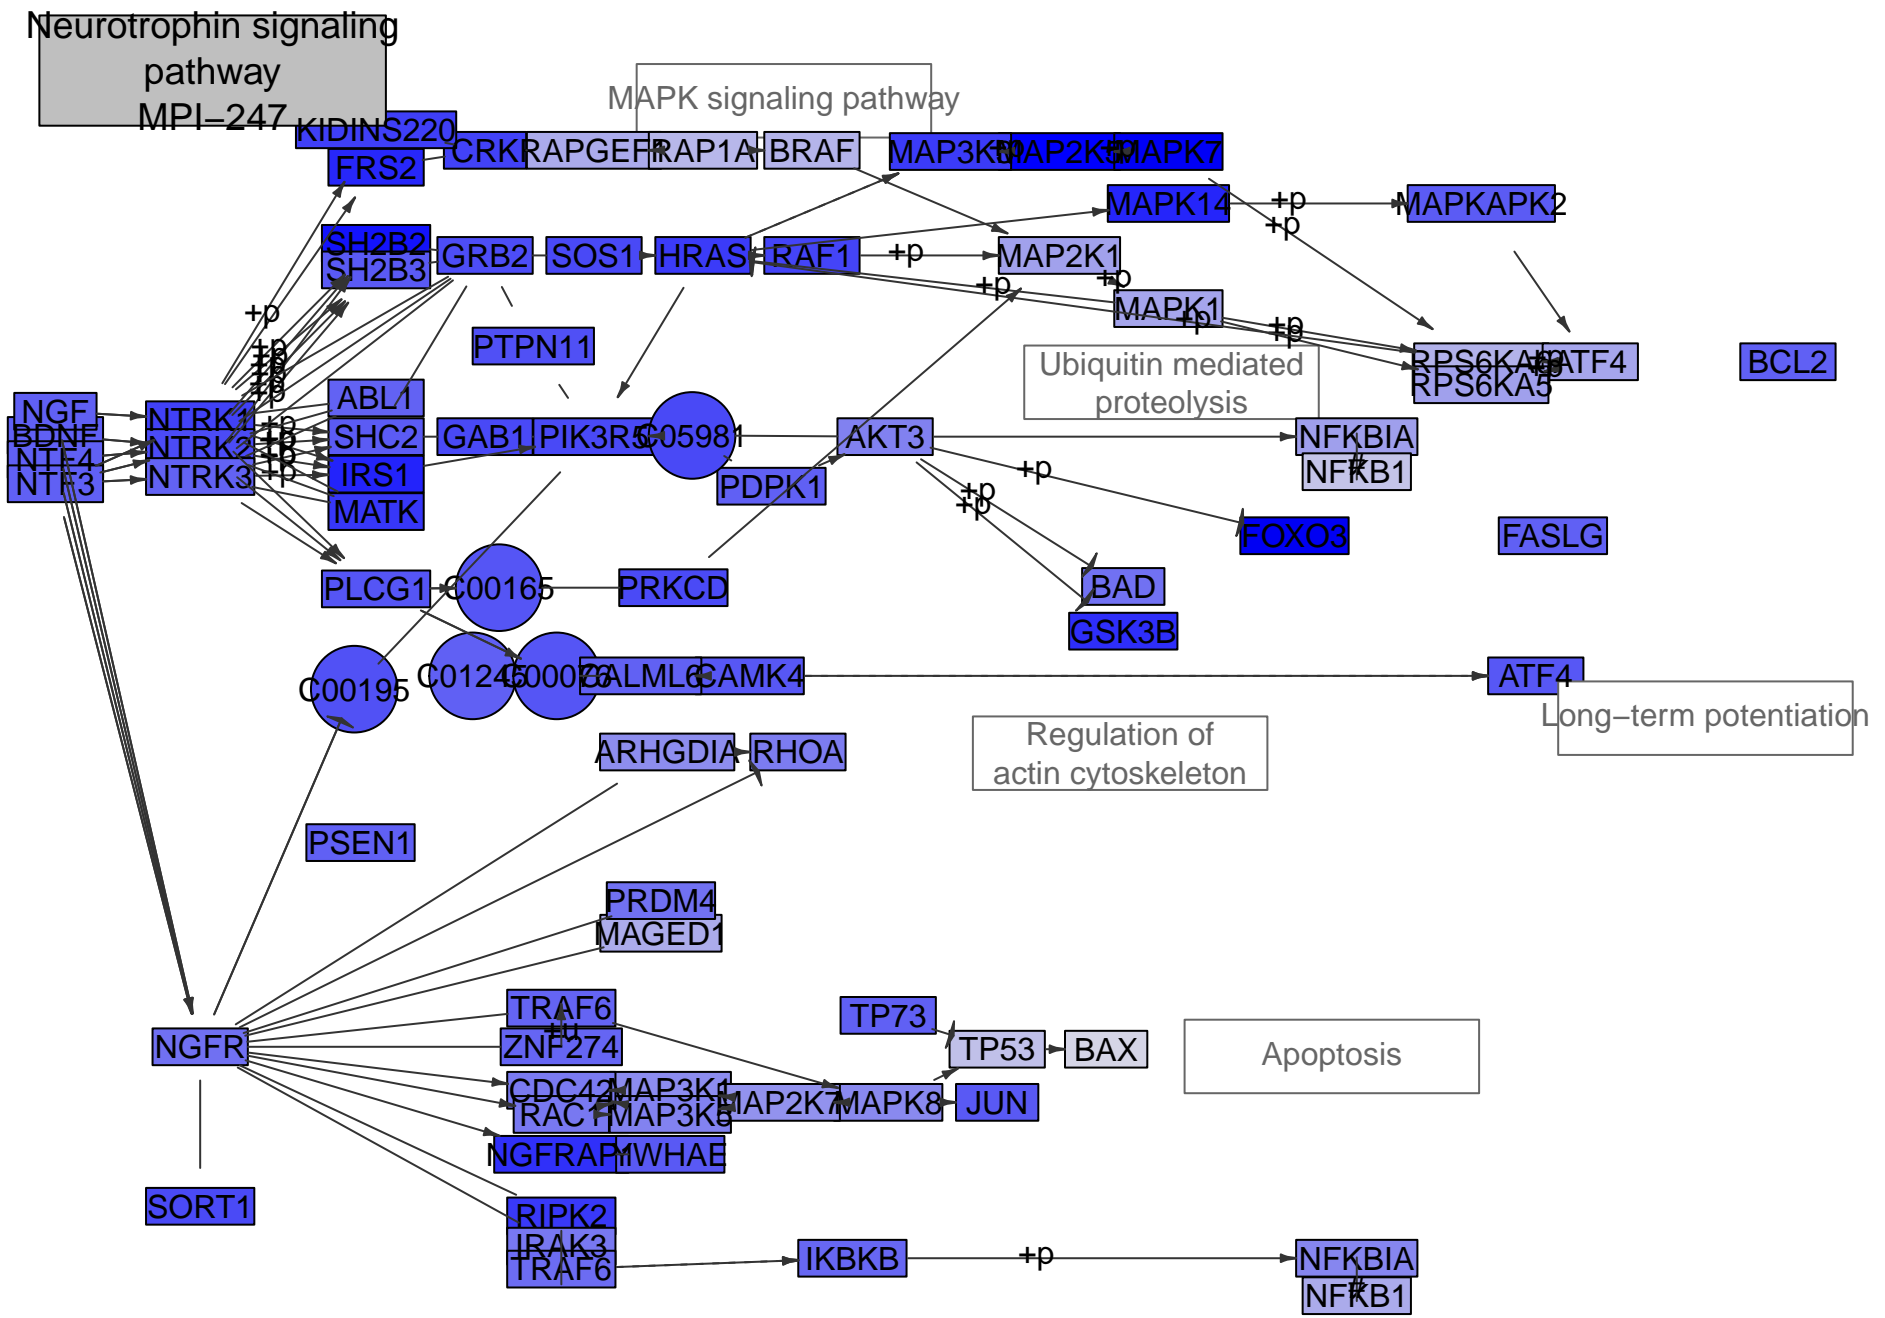 Neurotrophin signaling
pathway
MPI−247
MAPK signaling pathway
KIDINS220
FRS2
RAP1A
BRAF
MAPK7
MAPK14
+p
MAPKAPK2
+p
SH2B2
SH2B3
GRB2
SOS1
HRAS
RAF1
+p
MAP2K1
+p
+p
MAPK1
+p
+p
+p
+p
PTPN11
Ubiquitin mediated
proteolysis
RPS6KA5
ATF4
BCL2
+p
+p
+p
+p
+p
NGF
BDNF
NTF4
NTF3
NTRK1
NTRK2
NTRK3
+p
+p
+p
+p
ABL1
SHC2
IRS1
MATK
GAB1
PIK3R5
C05981
AKT3
PDPK1
+p
+p
+p
NFKBIA
NFKB1
FOXO3
FASLG
PLCG1
C00165
PRKCD
BAD
GSK3B
C00195
C01245
C00076
CALML6
CAMK4
ATF4
Long−term potentiation
ARHGDIA
RHOA
Regulation of
actin cytoskeleton
PSEN1
PRDM4
MAGED1
TRAF6
+u
ZNF274
TP73
NGFR
TP53
BAX
Apoptosis
CDC42
MAP3K1
RAC1
MAP3K5
MAP2K7
MAPK8
JUN
NGFRAP1
YWHAE
SORT1
RIPK2
IRAK3
TRAF6
IKBKB
+p
NFKBIA
NFKB1